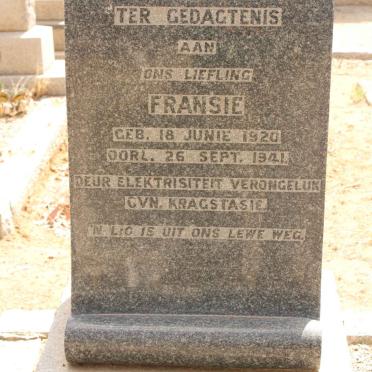 TER GEDAGTENIS
AAN
ONS LIEFLING
FRANSIE
GEB. 18 JUNIE 1920
OORL. 26 SEPT. 1941.
DEUR ELEKTRISITEIT VERONGELUK
GVN. KRAGSTASIE.
'N LIG IS UIT ONS LEWE WEG.